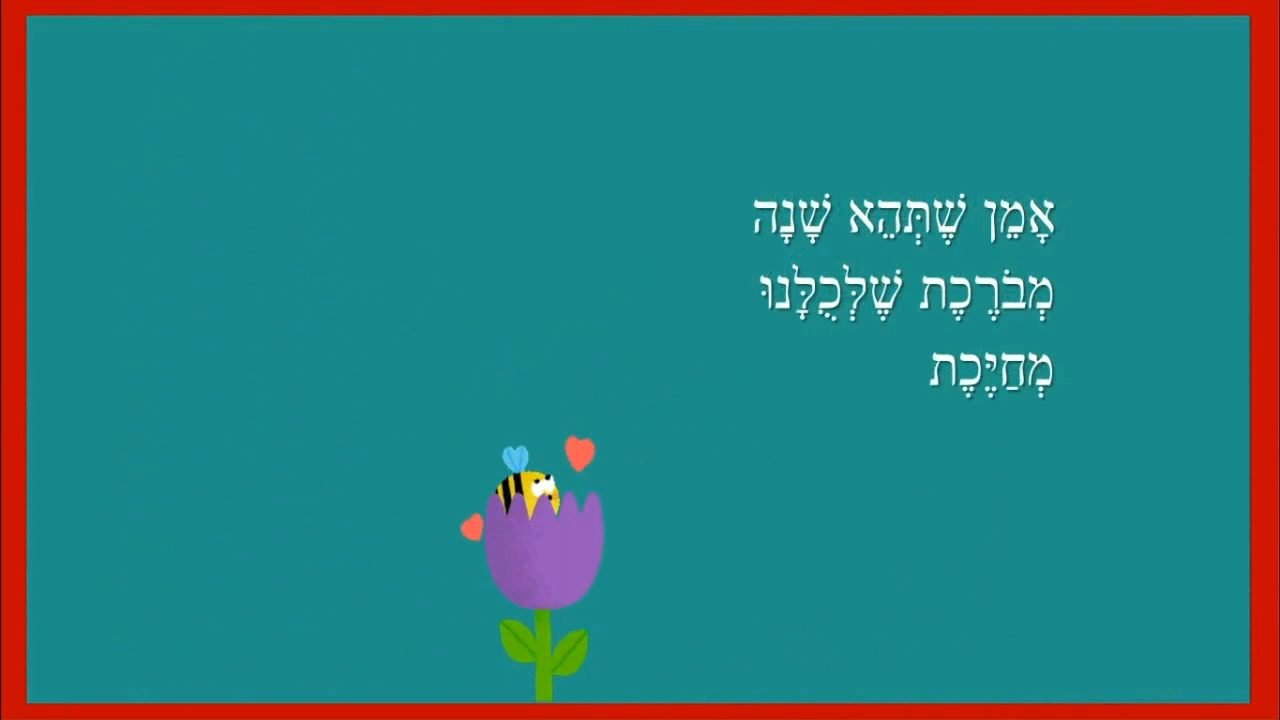 אָמֵן שֶׁתְּהֵא שָׁנָה
מְבֹרֶכֶת שֶׁלְּכֻלָּנוּ
מְחַיֶּכֶת